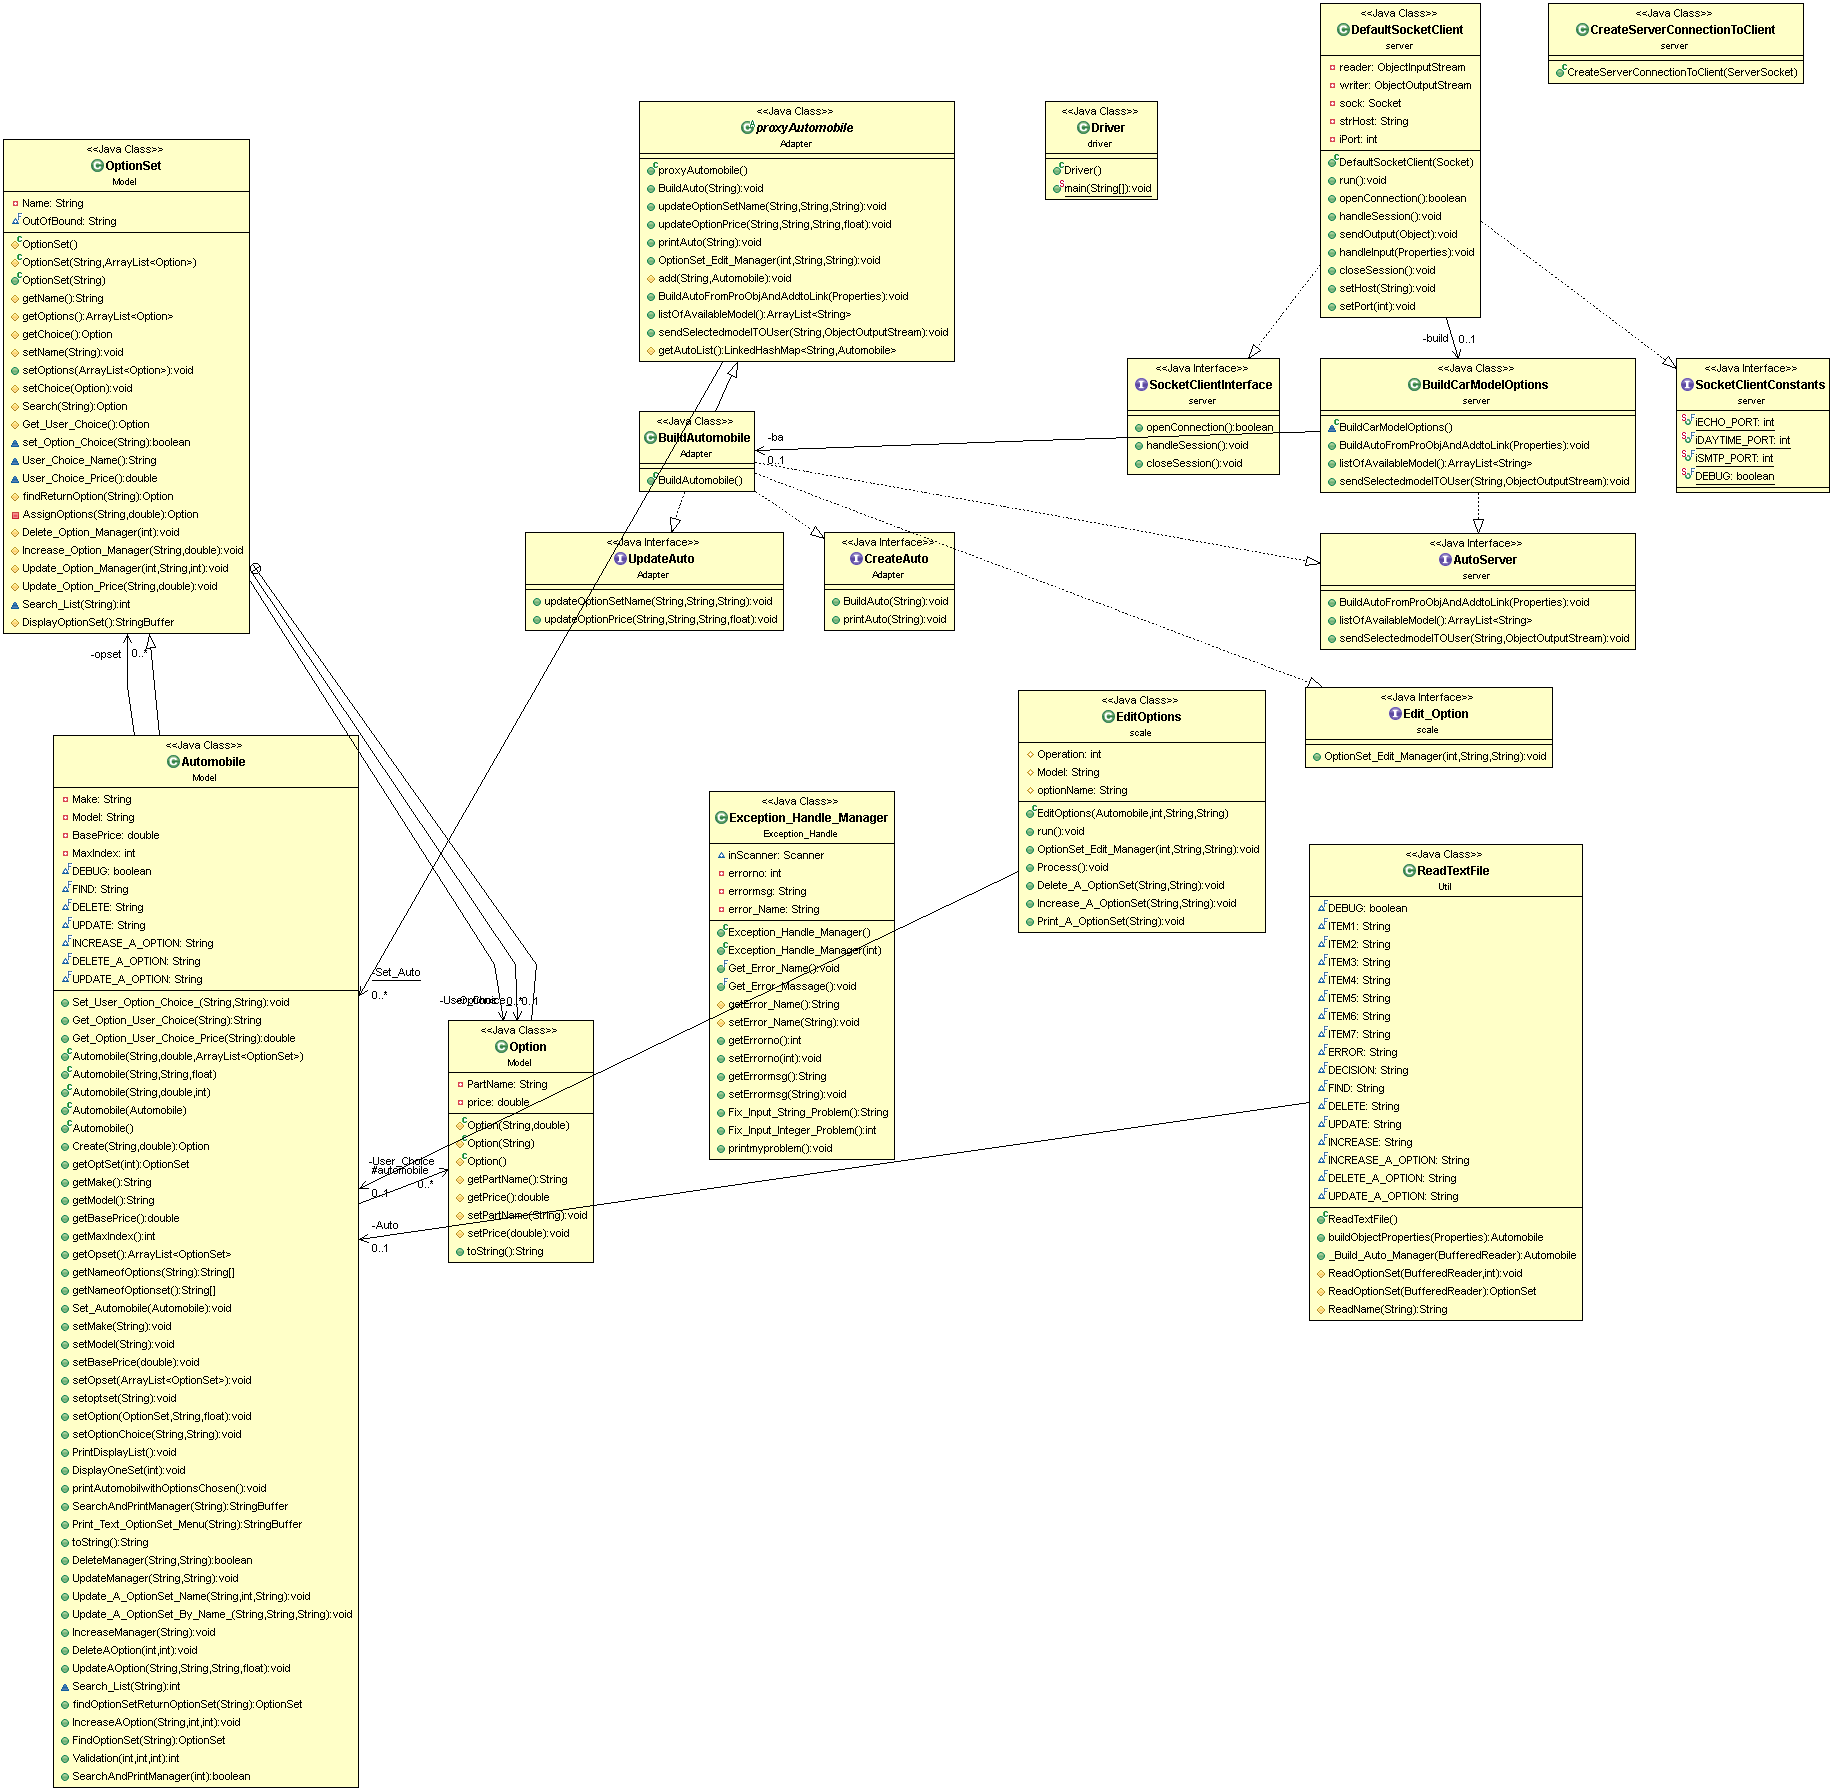 <<Java Class>>
DefaultSocketClient
server
reader: ObjectInputStream
writer: ObjectOutputStream
sock: Socket
strHost: String
iPort: int
DefaultSocketClient(Socket)
run():void
openConnection():boolean
handleSession():void
sendOutput(Object):void
handleInput(Properties):void
closeSession():void
setHost(String):void
setPort(int):void
<<Java Class>>
CreateServerConnectionToClient
server
CreateServerConnectionToClient(ServerSocket)
<<Java Class>>
proxyAutomobile
Adapter
proxyAutomobile()
BuildAuto(String):void
updateOptionSetName(String,String,String):void
updateOptionPrice(String,String,String,float):void
printAuto(String):void
OptionSet_Edit_Manager(int,String,String):void
add(String,Automobile):void
BuildAutoFromProObjAndAddtoLink(Properties):void
listOfAvailableModel():ArrayList<String>
sendSelectedmodelTOUser(String,ObjectOutputStream):void
getAutoList():LinkedHashMap<String,Automobile>
<<Java Class>>
Driver
driver
Driver()
main(String[]):void
<<Java Class>>
OptionSet
Model
Name: String
OutOfBound: String
OptionSet()
OptionSet(String,ArrayList<Option>)
OptionSet(String)
getName():String
getOptions():ArrayList<Option>
getChoice():Option
setName(String):void
setOptions(ArrayList<Option>):void
setChoice(Option):void
Search(String):Option
Get_User_Choice():Option
set_Option_Choice(String):boolean
User_Choice_Name():String
User_Choice_Price():double
findReturnOption(String):Option
AssignOptions(String,double):Option
Delete_Option_Manager(int):void
Increase_Option_Manager(String,double):void
Update_Option_Manager(int,String,int):void
Update_Option_Price(String,double):void
Search_List(String):int
DisplayOptionSet():StringBuffer
-build
0..1
<<Java Interface>>
SocketClientInterface
server
openConnection():boolean
handleSession():void
closeSession():void
<<Java Class>>
BuildCarModelOptions
server
BuildCarModelOptions()
BuildAutoFromProObjAndAddtoLink(Properties):void
listOfAvailableModel():ArrayList<String>
sendSelectedmodelTOUser(String,ObjectOutputStream):void
<<Java Interface>>
SocketClientConstants
server
iECHO_PORT: int
iDAYTIME_PORT: int
iSMTP_PORT: int
DEBUG: boolean
<<Java Class>>
BuildAutomobile
Adapter
BuildAutomobile()
-ba
0..1
<<Java Interface>>
UpdateAuto
Adapter
updateOptionSetName(String,String,String):void
updateOptionPrice(String,String,String,float):void
<<Java Interface>>
CreateAuto
Adapter
BuildAuto(String):void
printAuto(String):void
<<Java Interface>>
AutoServer
server
BuildAutoFromProObjAndAddtoLink(Properties):void
listOfAvailableModel():ArrayList<String>
sendSelectedmodelTOUser(String,ObjectOutputStream):void
-opset
0..*
<<Java Interface>>
Edit_Option
scale
OptionSet_Edit_Manager(int,String,String):void
<<Java Class>>
EditOptions
scale
Operation: int
Model: String
optionName: String
EditOptions(Automobile,int,String,String)
run():void
OptionSet_Edit_Manager(int,String,String):void
Process():void
Delete_A_OptionSet(String,String):void
Increase_A_OptionSet(String,String):void
Print_A_OptionSet(String):void
<<Java Class>>
Automobile
Model
Make: String
Model: String
BasePrice: double
MaxIndex: int
DEBUG: boolean
FIND: String
DELETE: String
UPDATE: String
INCREASE_A_OPTION: String
DELETE_A_OPTION: String
UPDATE_A_OPTION: String
Set_User_Option_Choice_(String,String):void
Get_Option_User_Choice(String):String
Get_Option_User_Choice_Price(String):double
Automobile(String,double,ArrayList<OptionSet>)
Automobile(String,String,float)
Automobile(String,double,int)
Automobile(Automobile)
Automobile()
Create(String,double):Option
getOptSet(int):OptionSet
getMake():String
getModel():String
getBasePrice():double
getMaxIndex():int
getOpset():ArrayList<OptionSet>
getNameofOptions(String):String[]
getNameofOptionset():String[]
Set_Automobile(Automobile):void
setMake(String):void
setModel(String):void
setBasePrice(double):void
setOpset(ArrayList<OptionSet>):void
setoptset(String):void
setOption(OptionSet,String,float):void
setOptionChoice(String,String):void
PrintDisplayList():void
DisplayOneSet(int):void
printAutomobilwithOptionsChosen():void
SearchAndPrintManager(String):StringBuffer
Print_Text_OptionSet_Menu(String):StringBuffer
toString():String
DeleteManager(String,String):boolean
UpdateManager(String,String):void
Update_A_OptionSet_Name(String,int,String):void
Update_A_OptionSet_By_Name_(String,String,String):void
IncreaseManager(String):void
DeleteAOption(int,int):void
UpdateAOption(String,String,String,float):void
Search_List(String):int
findOptionSetReturnOptionSet(String):OptionSet
IncreaseAOption(String,int,int):void
FindOptionSet(String):OptionSet
Validation(int,int,int):int
SearchAndPrintManager(int):boolean
<<Java Class>>
Exception_Handle_Manager
Exception_Handle
inScanner: Scanner
errorno: int
errormsg: String
error_Name: String
Exception_Handle_Manager()
Exception_Handle_Manager(int)
Get_Error_Name():void
Get_Error_Massage():void
getError_Name():String
setError_Name(String):void
getErrorno():int
setErrorno(int):void
getErrormsg():String
setErrormsg(String):void
Fix_Input_String_Problem():String
Fix_Input_Integer_Problem():int
printmyproblem():void
<<Java Class>>
ReadTextFile
Util
DEBUG: boolean
ITEM1: String
ITEM2: String
ITEM3: String
ITEM4: String
ITEM5: String
ITEM6: String
ITEM7: String
ERROR: String
DECISION: String
FIND: String
DELETE: String
UPDATE: String
INCREASE: String
INCREASE_A_OPTION: String
DELETE_A_OPTION: String
UPDATE_A_OPTION: String
ReadTextFile()
buildObjectProperties(Properties):Automobile
_Build_Auto_Manager(BufferedReader):Automobile
ReadOptionSet(BufferedReader,int):void
ReadOptionSet(BufferedReader):OptionSet
ReadName(String):String
-Set_Auto
0..*
0..1
<<Java Class>>
Option
Model
PartName: String
price: double
Option(String,double)
Option(String)
Option()
getPartName():String
getPrice():double
setPartName(String):void
setPrice(double):void
toString():String
-User_Choice
#automobile
0..1
0..*
-Auto
0..1